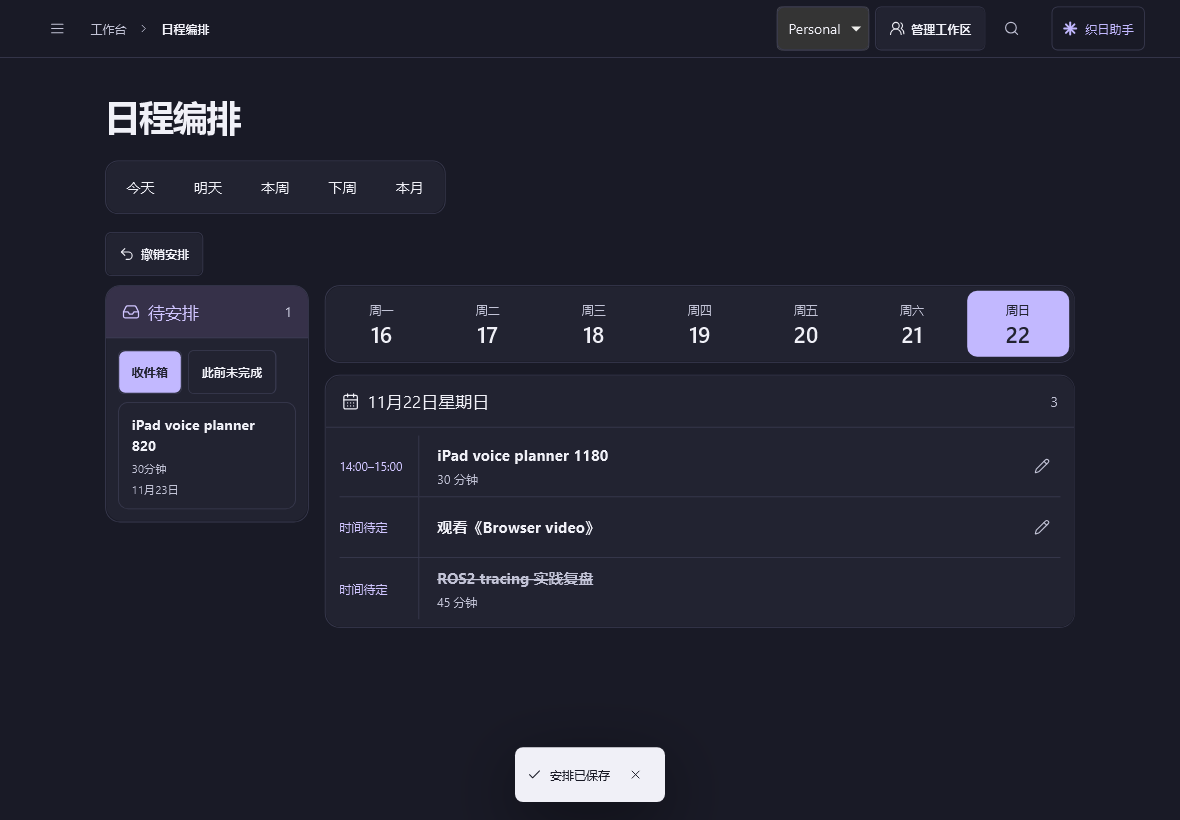 工作台
日程编排
Personal
管理工作区
织日助手
日程编排
今天
明天
本周
下周
本月
撤销安排
待安排
1
收件箱
此前未完成
iPad voice planner
820
30分钟
11月23日
周一
16
周二
17
周三
18
周四
19
周五
20
周六
21
周日
22
11月22日星期日
3
14:00–15:00
iPad voice planner 1180
30 分钟
时间待定
观看《Browser video》
时间待定
ROS2 tracing 实践复盘
45 分钟
安排已保存